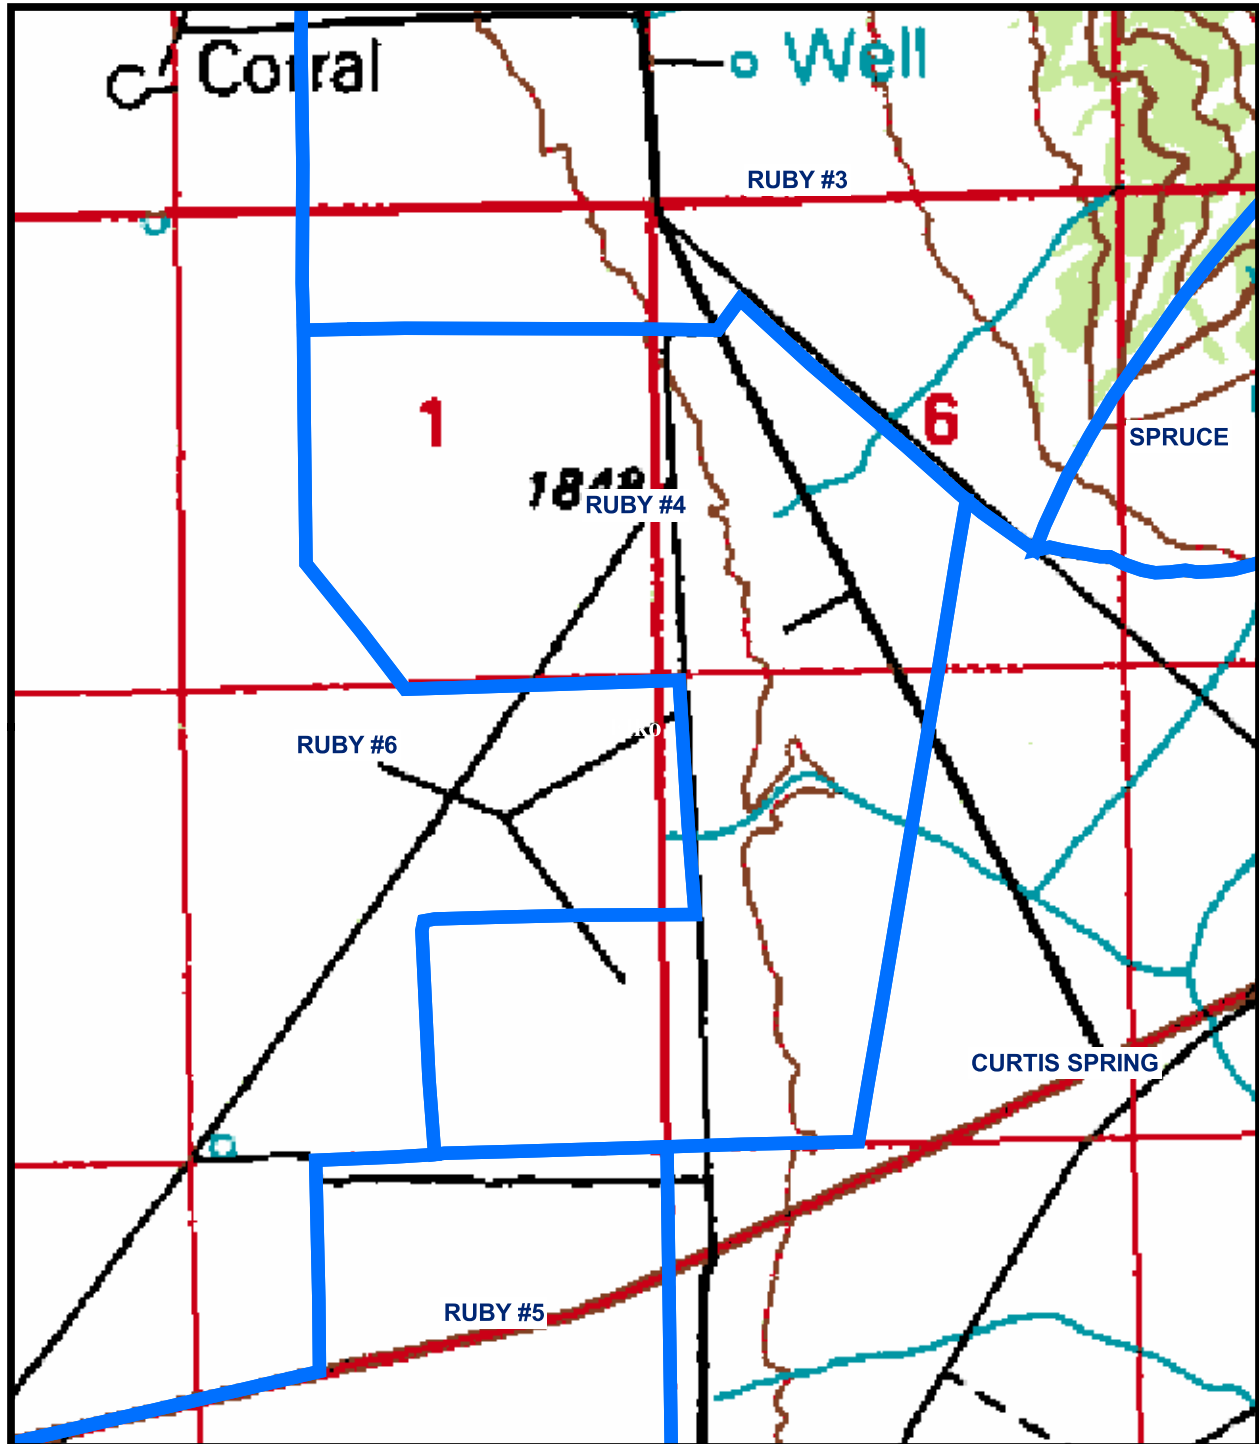 Corral
Well
RUBY #3
1
6
SPRUCE
RUBY #4
RUBY #6
CURTIS SPRING
RUBY #5